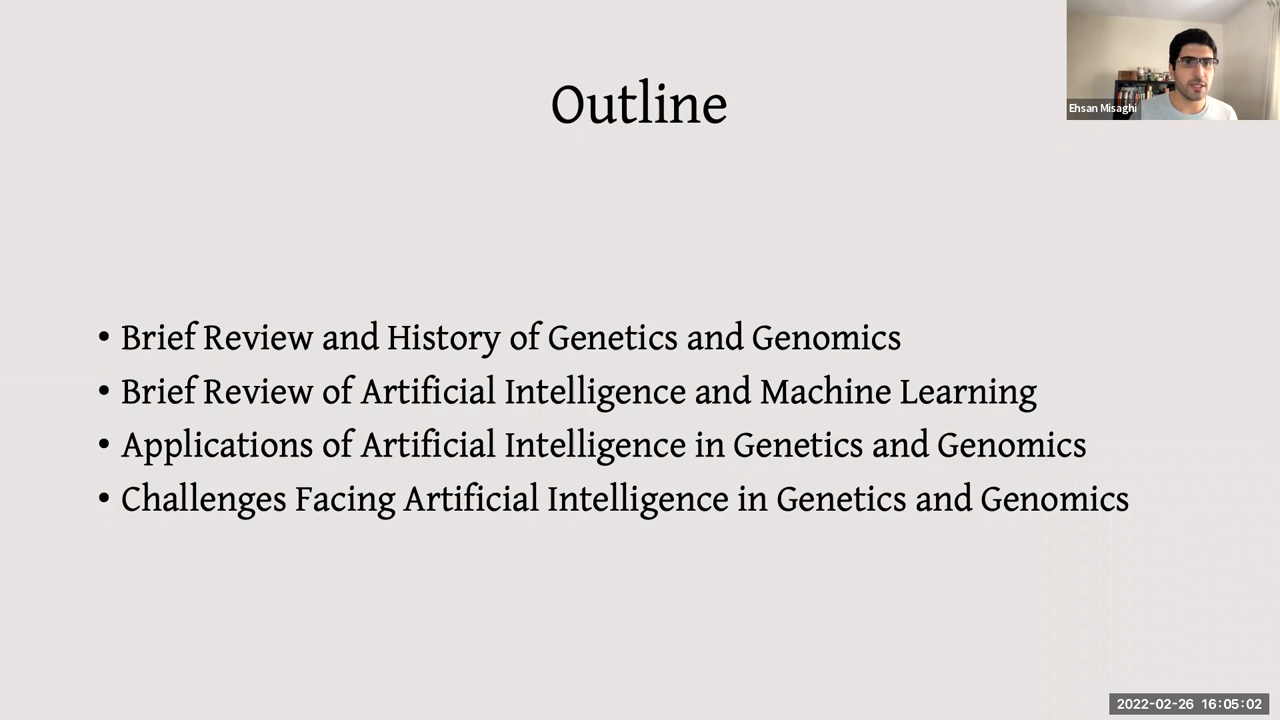 Outline
Ehsan Misaghi
• Brief Review and History of Genetics and Genomics
• Brief Review of Artificial Intelligence and Machine Learning
• Applications of Artificial Intelligence in Genetics and Genomics
• Challenges Facing Artificial Intelligence in Genetics and Genomics
2022-02-26 16:05:02